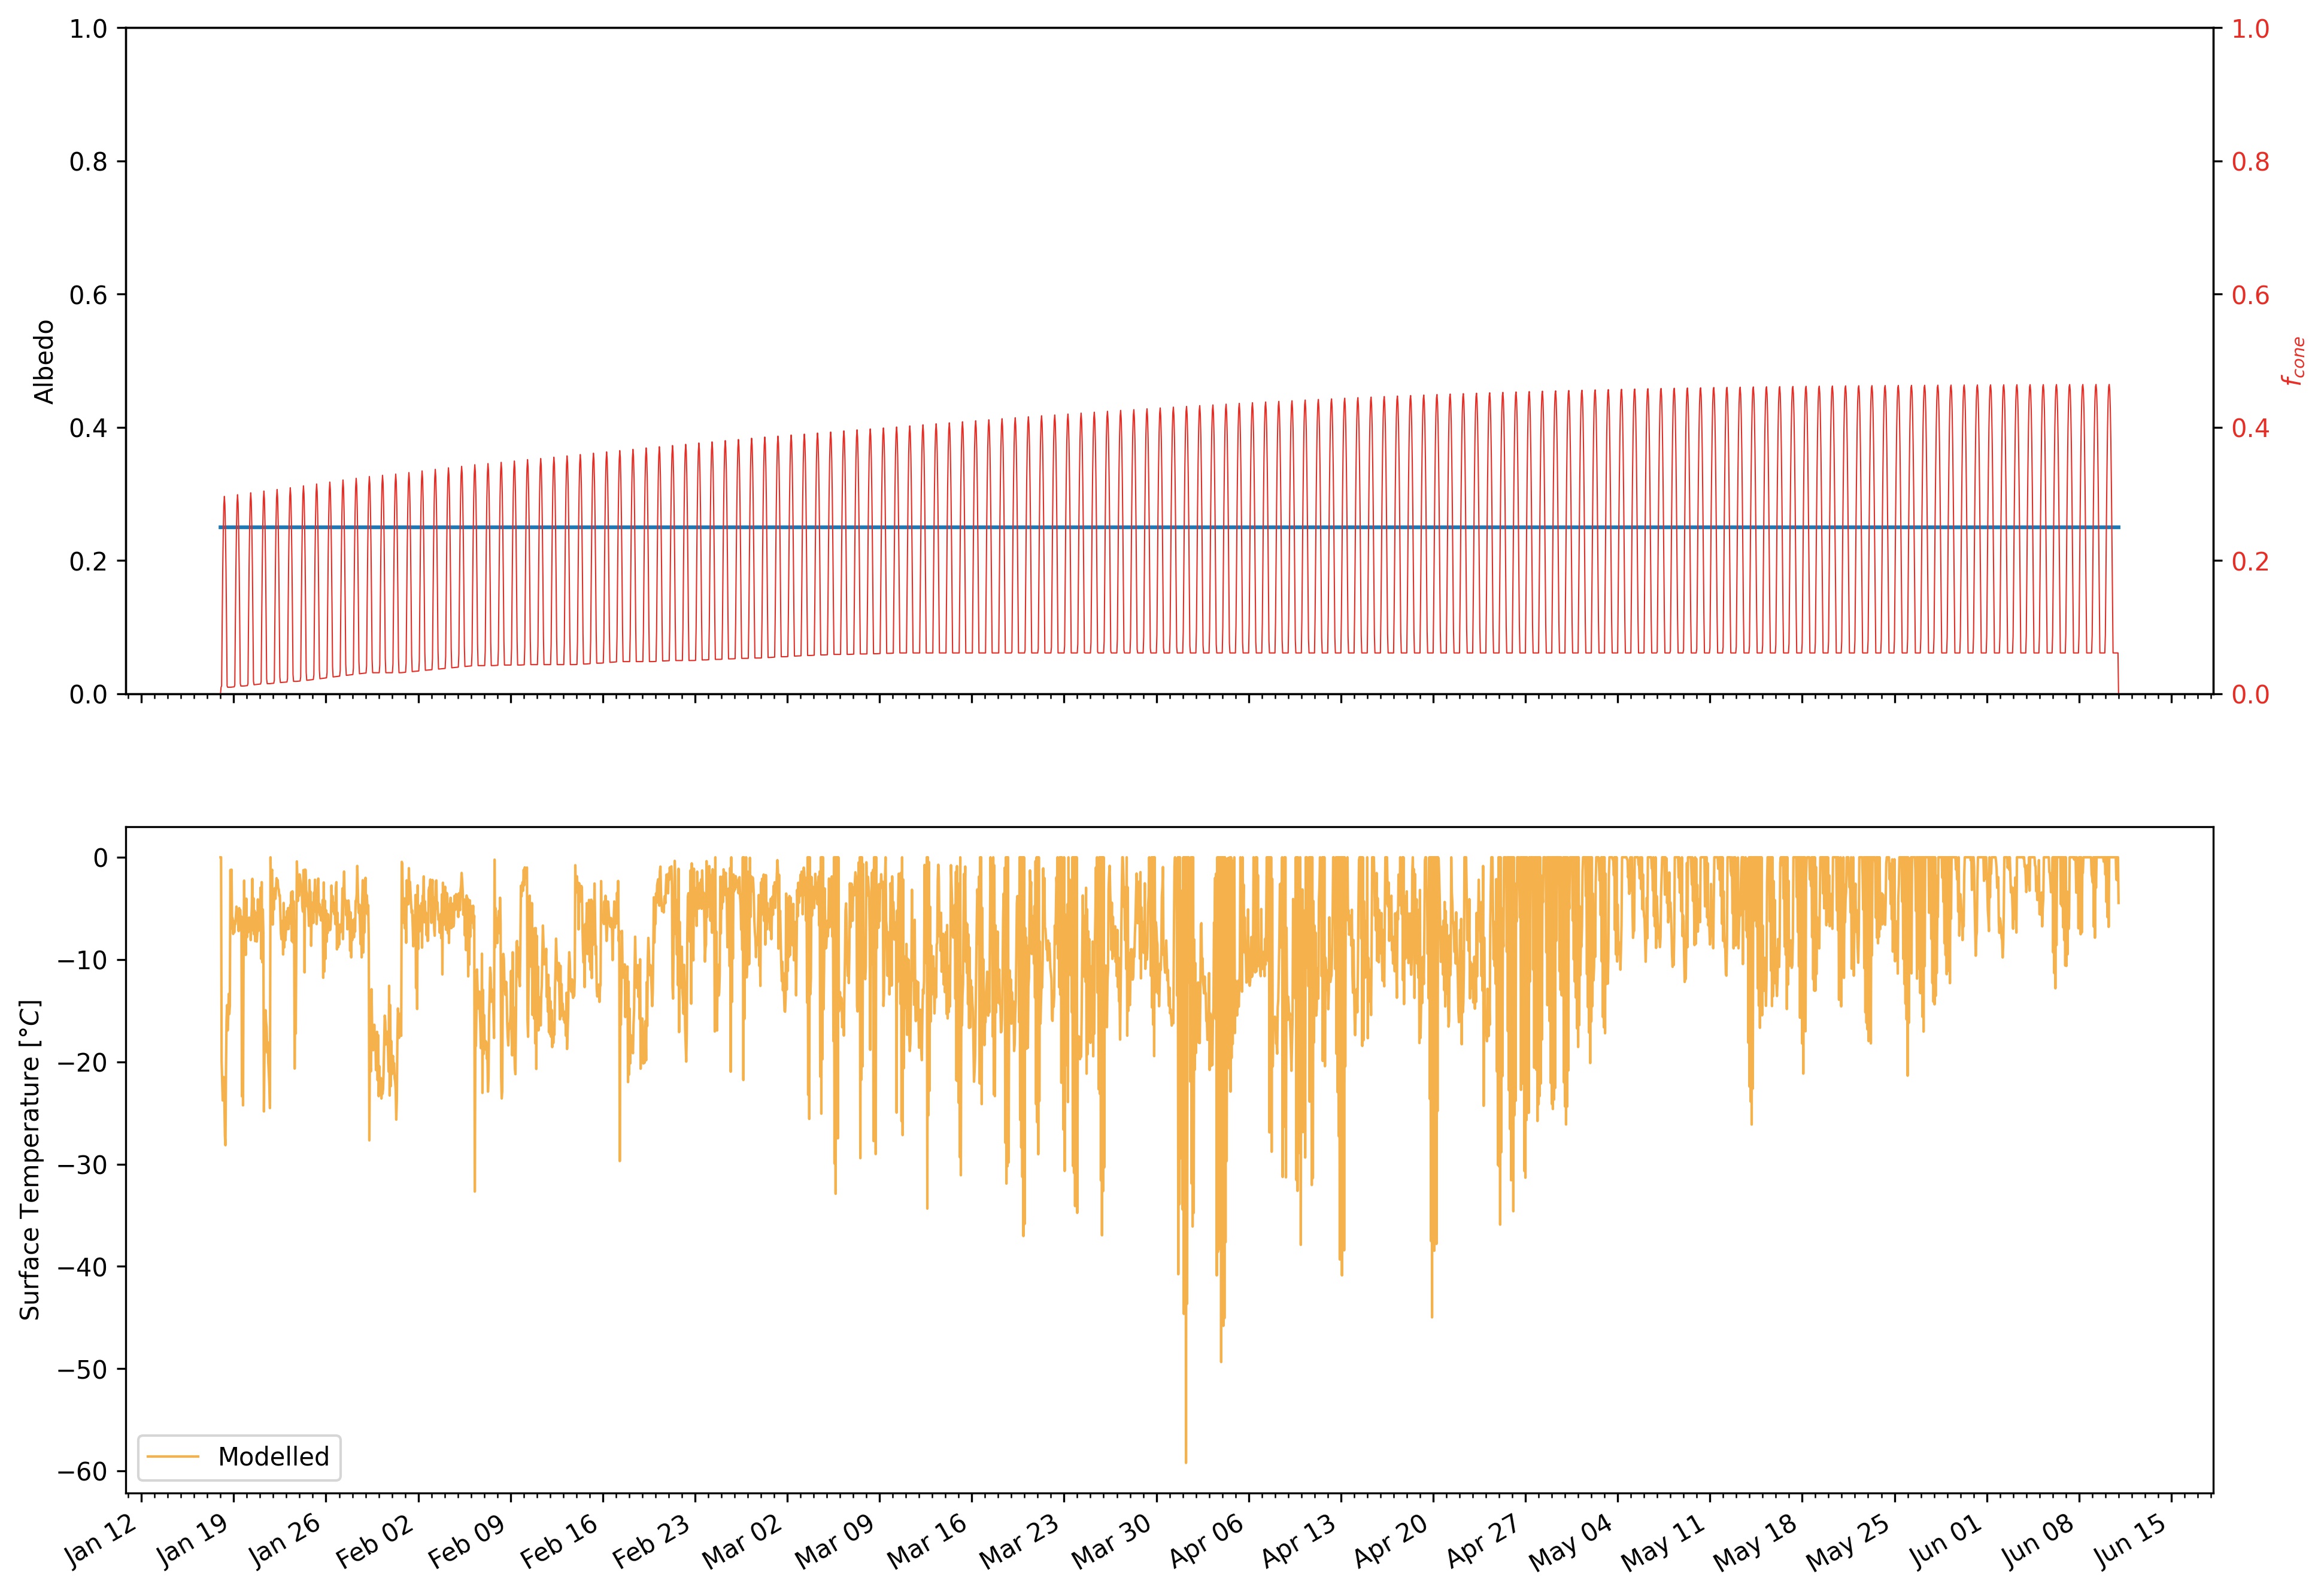 1.0
0.8
0.6
0.4
0.2
0.0
Albedo
1.0
0.8
0.6
0.4
0.2
0.0
f_cone
0
−10
−20
−30
−40
−50
−60
Surface Temperature [°C]
Modelled
Jan 12
Jan 19
Jan 26
Feb 02
Feb 09
Feb 16
Feb 23
Mar 02
Mar 09
Mar 16
Mar 23
Mar 30
Apr 06
Apr 13
Apr 20
Apr 27
May 04
May 11
May 18
May 25
Jun 01
Jun 08
Jun 15